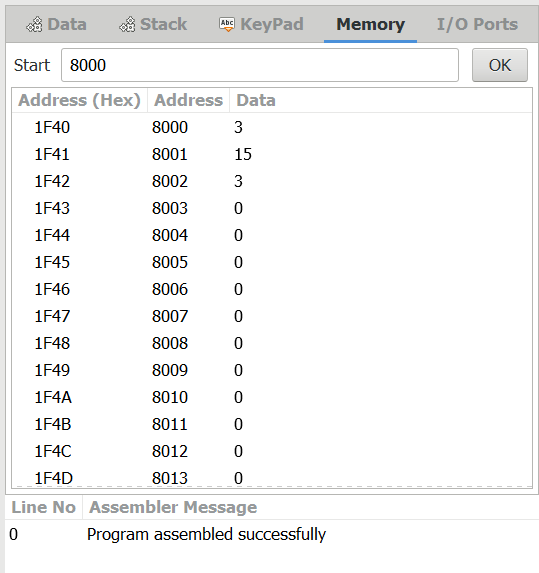 Data Stack Abc KeyPad Memory I/O Ports
Start 8000 OK
Address (Hex) Address Data
1F40 8000 3
1F41 8001 15
1F42 8002 3
1F43 8003 0
1F44 8004 0
1F45 8005 0
1F46 8006 0
1F47 8007 0
1F48 8008 0
1F49 8009 0
1F4A 8010 0
1F4B 8011 0
1F4C 8012 0
1F4D 8013 0
Line No Assembler Message
0 Program assembled successfully